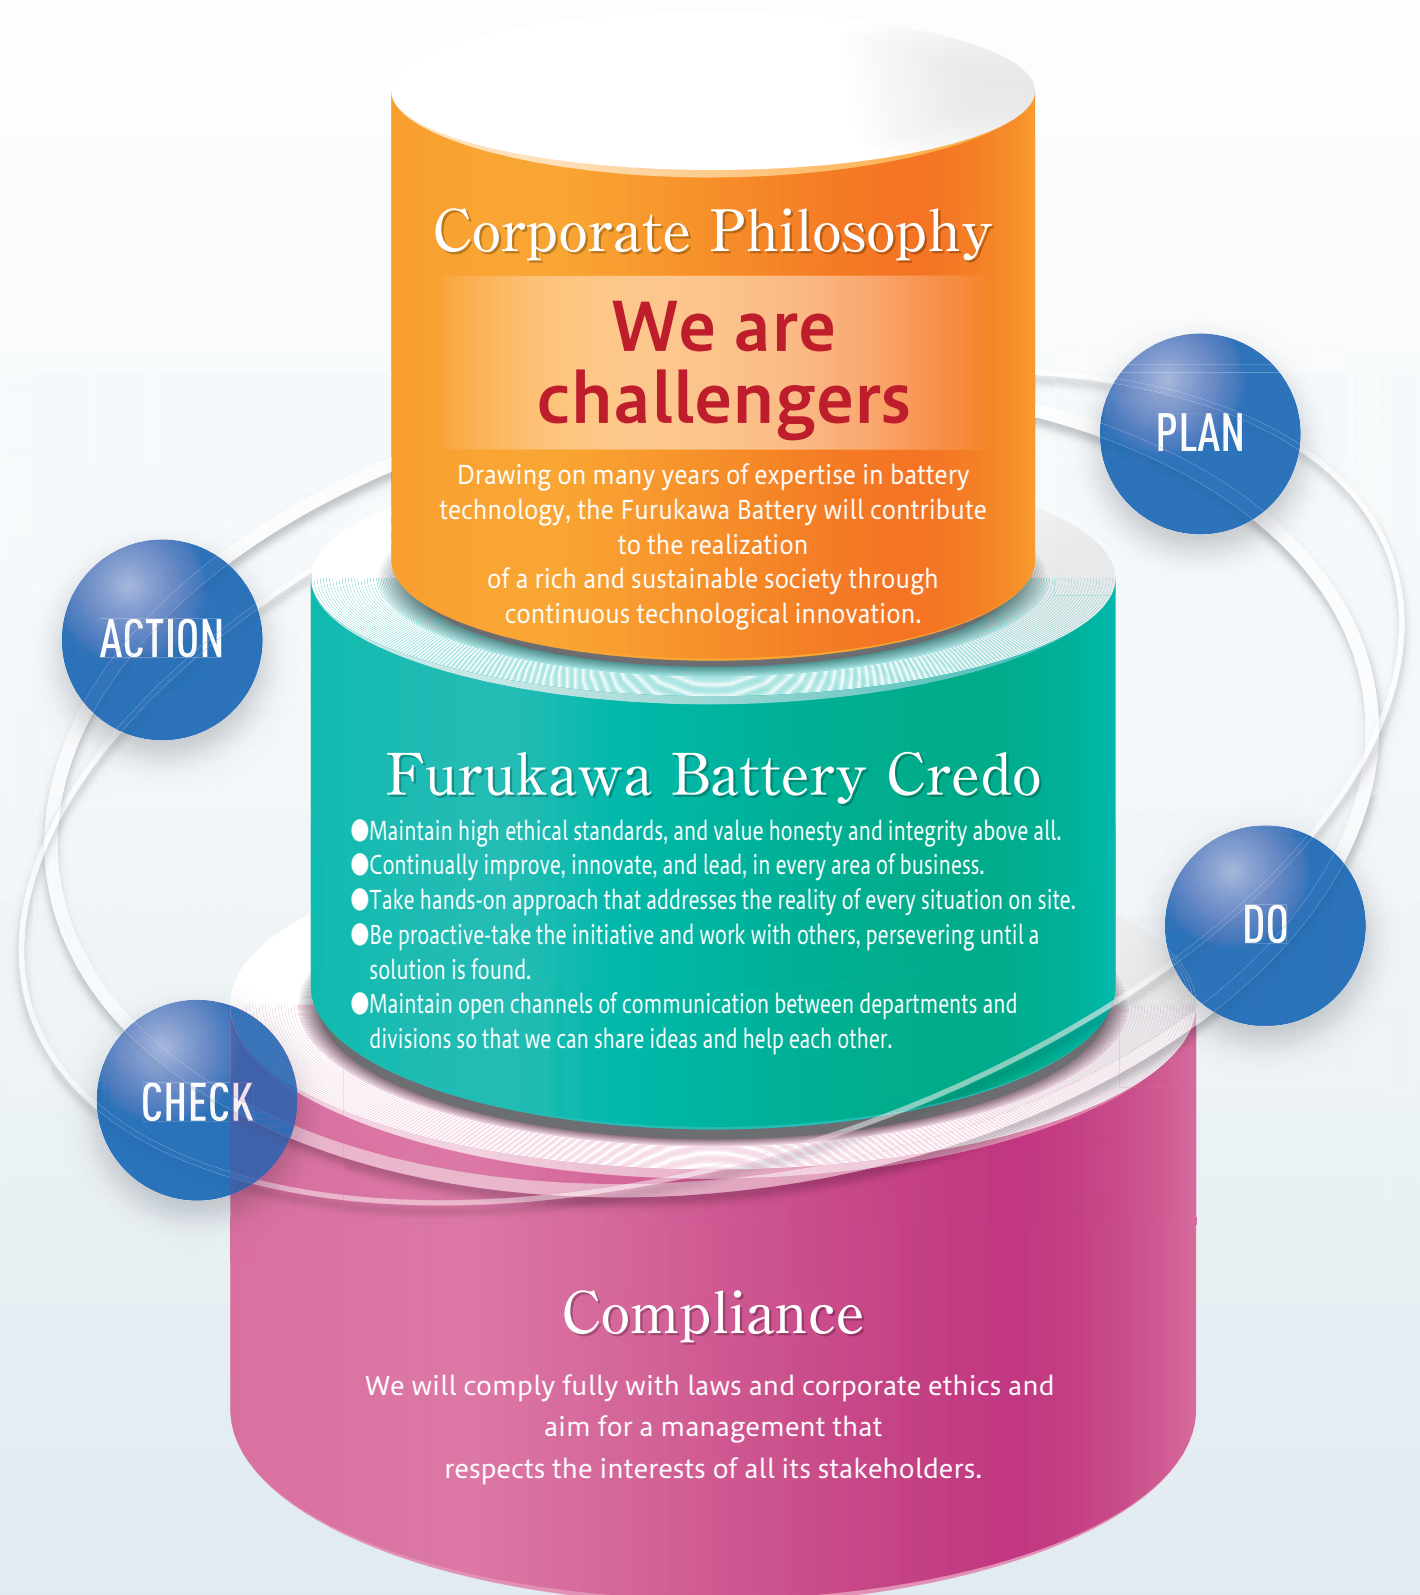 Corporate Philosophy
We are
challengers
Drawing on many years of expertise in battery
technology, the Furukawa Battery will contribute
to the realization
of a rich and sustainable society through
continuous technological innovation.
PLAN
ACTION
Furukawa Battery Credo
●Maintain high ethical standards, and value honesty and integrity above all.
●Continually improve, innovate, and lead, in every area of business.
●Take hands-on approach that addresses the reality of every situation on site.
●Be proactive-take the initiative and work with others, persevering until a
solution is found.
●Maintain open channels of communication between departments and
divisions so that we can share ideas and help each other.
DO
CHECK
Compliance
We will comply fully with laws and corporate ethics and
aim for a management that
respects the interests of all its stakeholders.